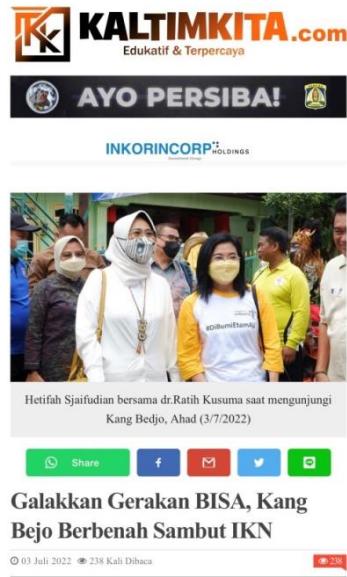 KALTIMKITA.com
Edukatif & Terpercaya
AYO PERSIBA!
INKORINCORP HOLDINGS
#DiBumiEtamAja
Hetifah Sjaifudian bersama dr.Ratih Kusuma saat mengunjungi
Kang Bedjo, Ahad (3/7/2022)
Share
Galakkan Gerakan BISA, Kang
Bejo Berbenah Sambut IKN
03 Juli 2022 238 Kali Dibaca
238